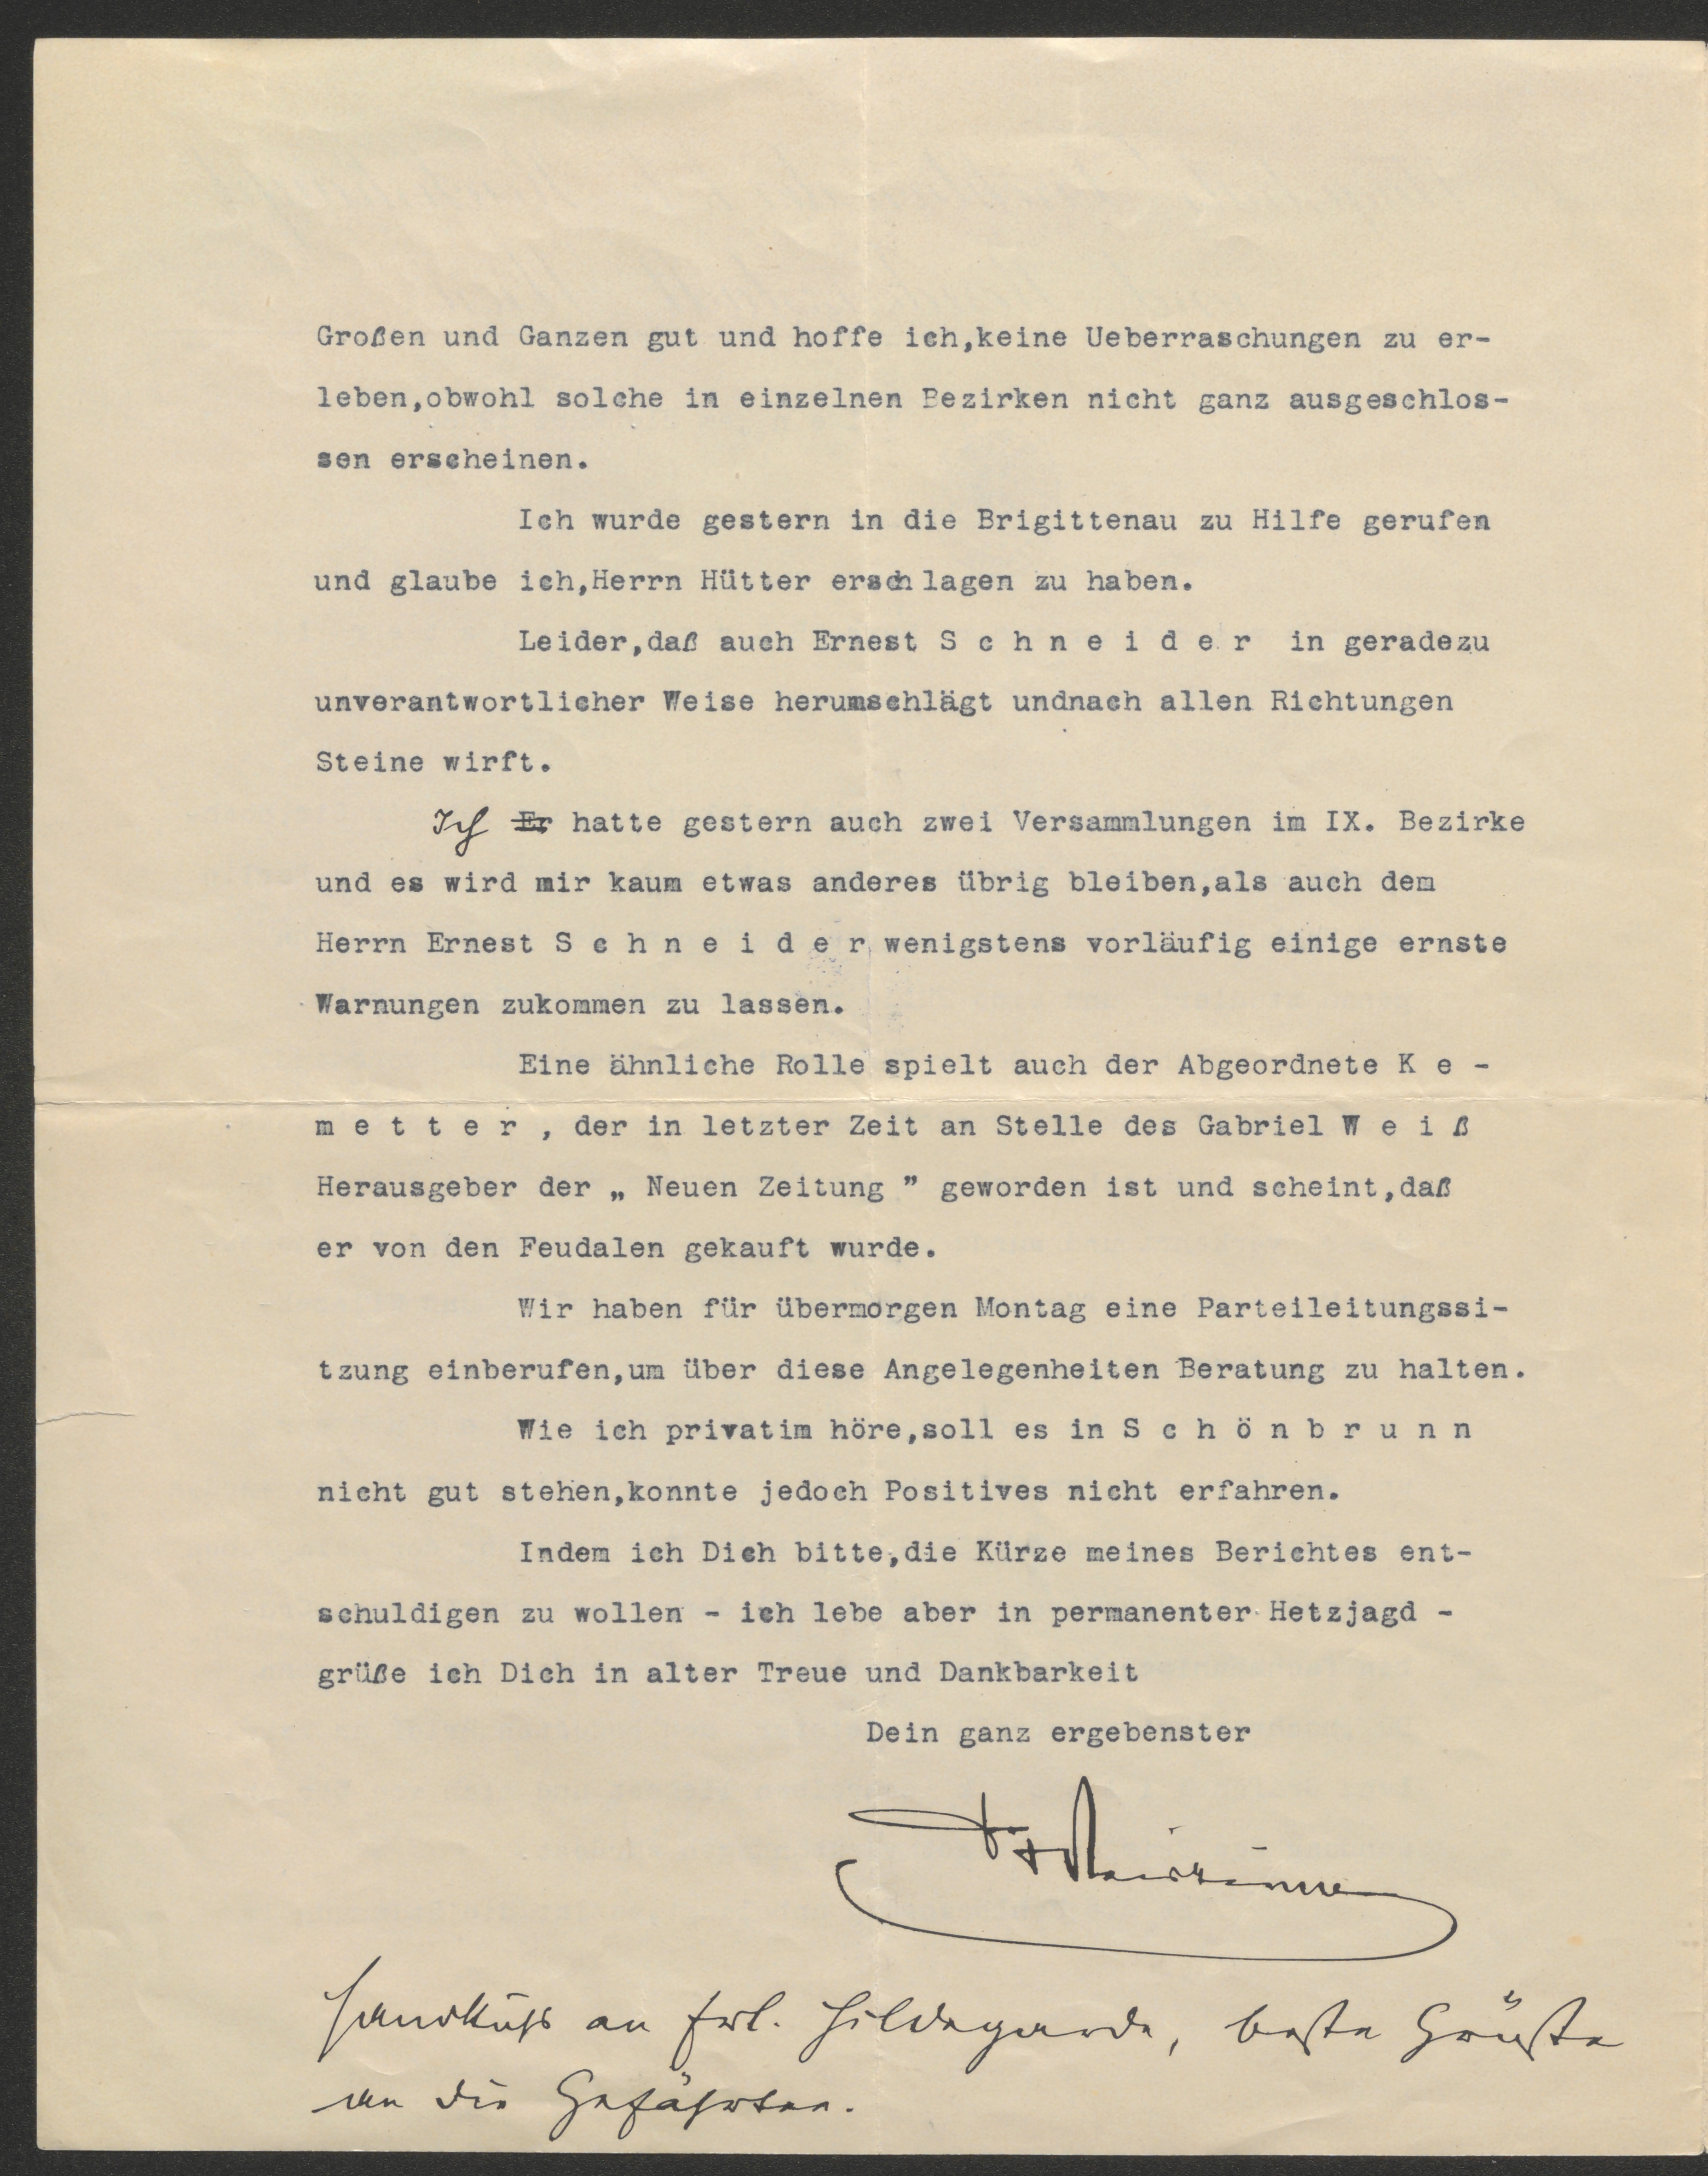 Großen und Ganzen gut und hoffe ich,keine Ueberraschungen zu er-
leben,obwohl solche in einzelnen Bezirken nicht ganz ausgeschlos-
sen erscheinen.
Ich wurde gestern in die Brigittenau zu Hilfe gerufen
und glaube ich,Herrn Hütter erschlagen zu haben.
Leider,daß auch Ernest S c h n e i d e r in geradezu
unverantwortlicher Weise herumschlägt undnach allen Richtungen
Steine wirft.
Ich Er hatte gestern auch zwei Versammlungen im IX. Bezirke
und es wird mir kaum etwas anderes übrig bleiben,als auch dem
Herrn Ernest S c h n e i d e r wenigstens vorläufig einige ernste
Warnungen zukommen zu lassen.
Eine ähnliche Rolle spielt auch der Abgeordnete K e -
m e t t e r , der in letzter Zeit an Stelle des Gabriel W e i ß
Herausgeber der „ Neuen Zeitung ” geworden ist und scheint,daß
er von den Feudalen gekauft wurde.
Wir haben für übermorgen Montag eine Parteileitungssi-
tzung einberufen,um über diese Angelegenheiten Beratung zu halten.
Wie ich privatim höre,soll es in S c h ö n b r u n n
nicht gut stehen,konnte jedoch Positives nicht erfahren.
Indem ich Dich bitte,die Kürze meines Berichtes ent-
schuldigen zu wollen - ich lebe aber in permanenter Hetzjagd -
grüße ich Dich in alter Treue und Dankbarkeit
Dein ganz ergebenster
Handkuß an Frl. Hildegarde, beste Grüße
an die Gefährten.